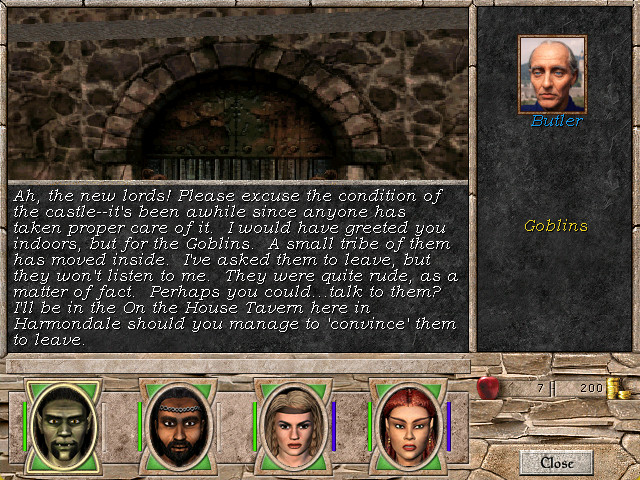 Ah, the new lords! Please excuse the condition of
the castle--it's been awhile since anyone has
taken proper care of it.  I would have greeted you
indoors, but for the Goblins.  A small tribe of them
has moved inside.  I've asked them to leave, but
they won't listen to me.  They were quite rude, as a
matter of fact.  Perhaps you could...talk to them?
I'll be in the On the House Tavern here in
Harmondale should you manage to 'convince' them
to leave.
Butler
Goblins
7
200
Close